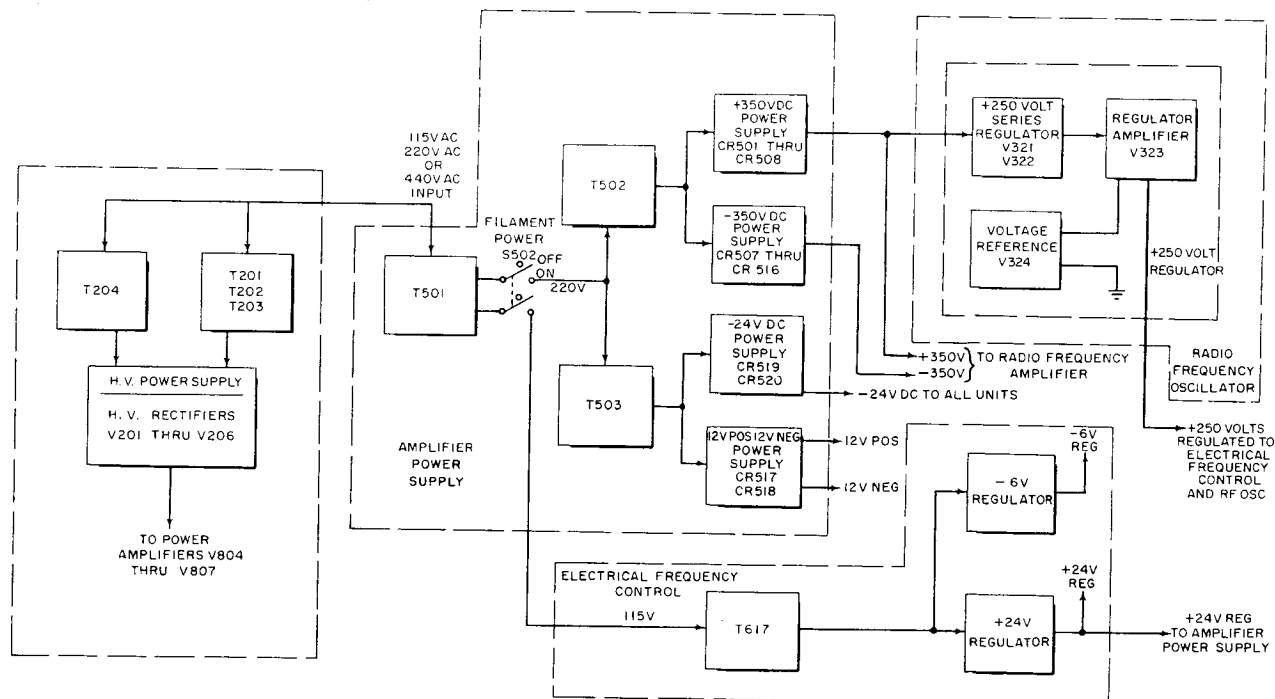 115V AC
220V AC
OR
440V AC
INPUT
T204
T201
T202
T203
H.V. POWER SUPPLY
H.V. RECTIFIERS
V201 THRU V206
TO POWER
AMPLIFIERS V804
THRU V807
T501
FILAMENT
POWER
S502
OFF
ON
220V
AMPLIFIER
POWER
SUPPLY
T502
T503
+350VDC
POWER
SUPPLY
CR501 THRU
CR508
-350V DC
POWER
SUPPLY
CR507 THRU
CR 516
-24V DC
POWER
SUPPLY
CR519
CR520
12V POS 12V NEG
POWER
SUPPLY
CR517
CR518
12V POS
12V NEG
-24V DC TO ALL UNITS
+350V
-350V
TO RADIO FREQUENCY
AMPLIFIER
+250 VOLT
SERIES
REGULATOR
V321
V322
REGULATOR
AMPLIFIER
V323
VOLTAGE
REFERENCE
V324
+250 VOLT
REGULATOR
RADIO
FREQUENCY
OSCILLATOR
+250 VOLTS
REGULATED TO
ELECTRICAL
FREQUENCY
CONTROL
AND RF OSC
ELECTRICAL FREQUENCY
CONTROL
115V
T617
-6V
REG
- 6V
REGULATOR
+24V
REG
+24V
REGULATOR
+24V REG
TO AMPLIFIER
POWER SUPPLY